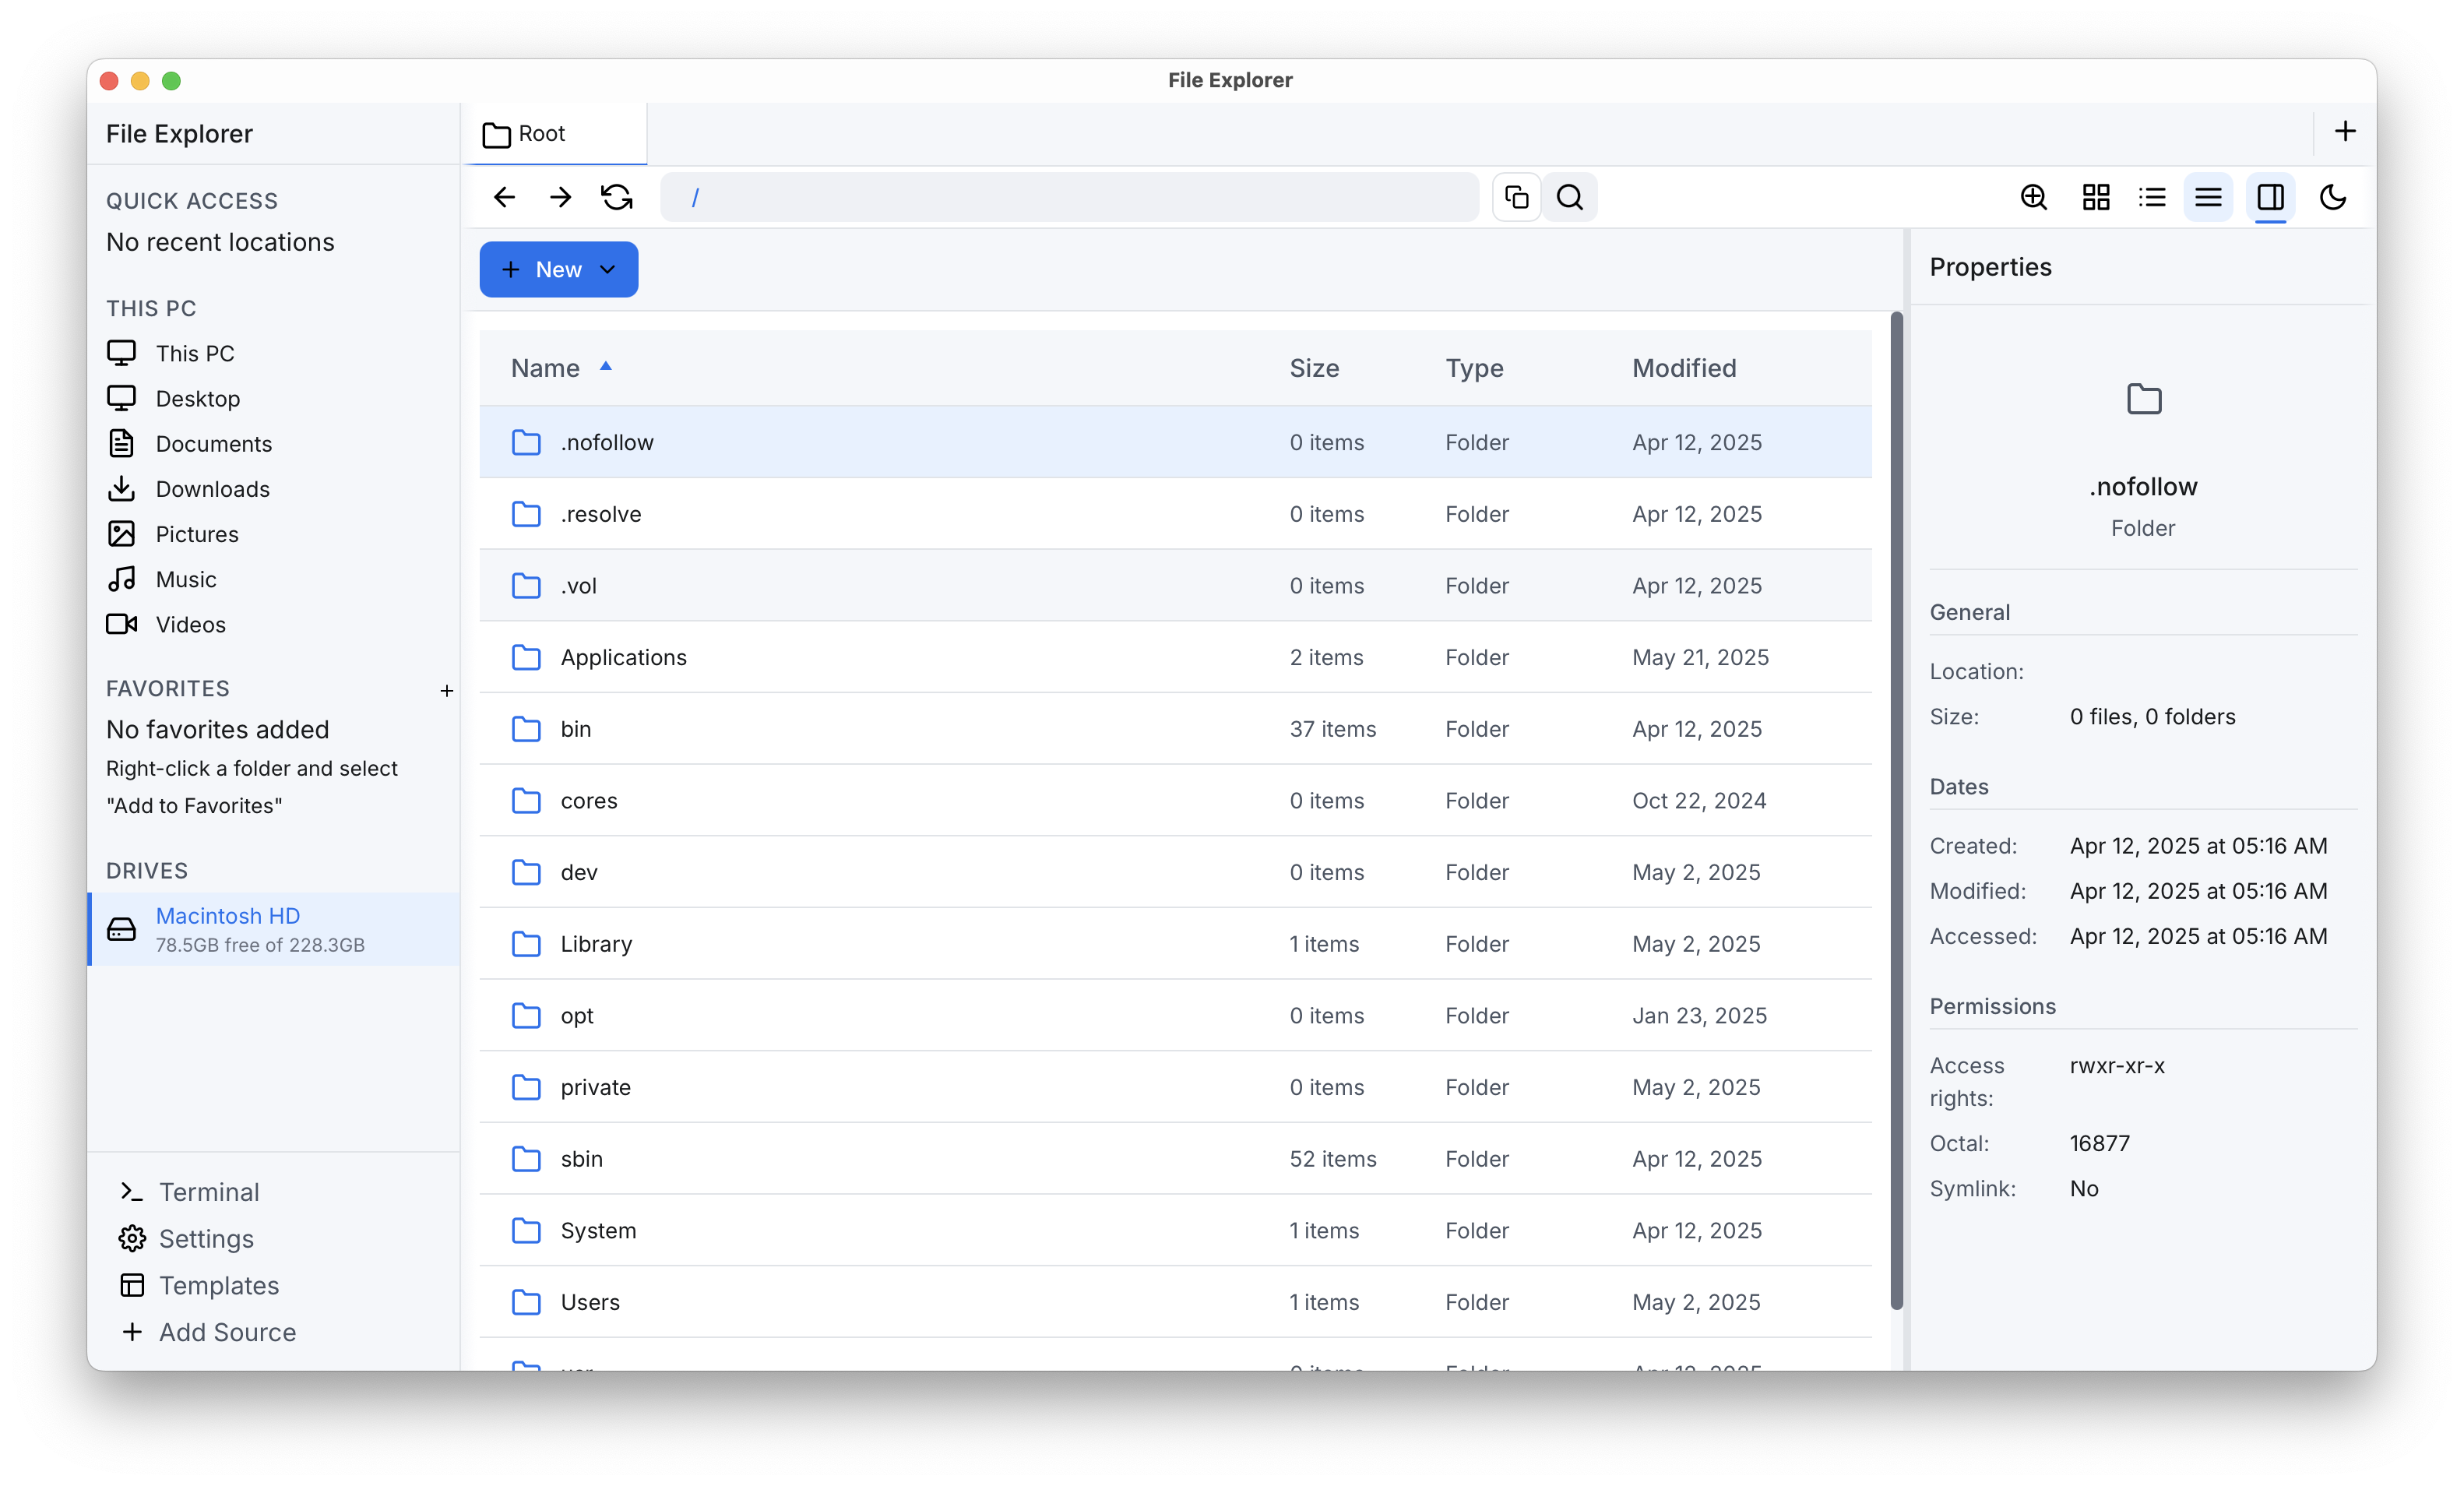 File Explorer
File Explorer
Root
QUICK ACCESS
No recent locations
THIS PC
This PC
Desktop
Documents
Downloads
Pictures
Music
Videos
FAVORITES +
No favorites added
Right-click a folder and select
"Add to Favorites"
DRIVES
Macintosh HD
78.5GB free of 228.3GB
Terminal
Settings
Templates
Add Source
/
New
Name Size Type Modified
.nofollow 0 items Folder Apr 12, 2025
.resolve 0 items Folder Apr 12, 2025
.vol 0 items Folder Apr 12, 2025
Applications 2 items Folder May 21, 2025
bin 37 items Folder Apr 12, 2025
cores 0 items Folder Oct 22, 2024
dev 0 items Folder May 2, 2025
Library 1 items Folder May 2, 2025
opt 0 items Folder Jan 23, 2025
private 0 items Folder May 2, 2025
sbin 52 items Folder Apr 12, 2025
System 1 items Folder Apr 12, 2025
Users 1 items Folder May 2, 2025
Properties
.nofollow
Folder
General
Location:
Size: 0 files, 0 folders
Dates
Created: Apr 12, 2025 at 05:16 AM
Modified: Apr 12, 2025 at 05:16 AM
Accessed: Apr 12, 2025 at 05:16 AM
Permissions
Access rwxr-xr-x
rights:
Octal: 16877
Symlink: No